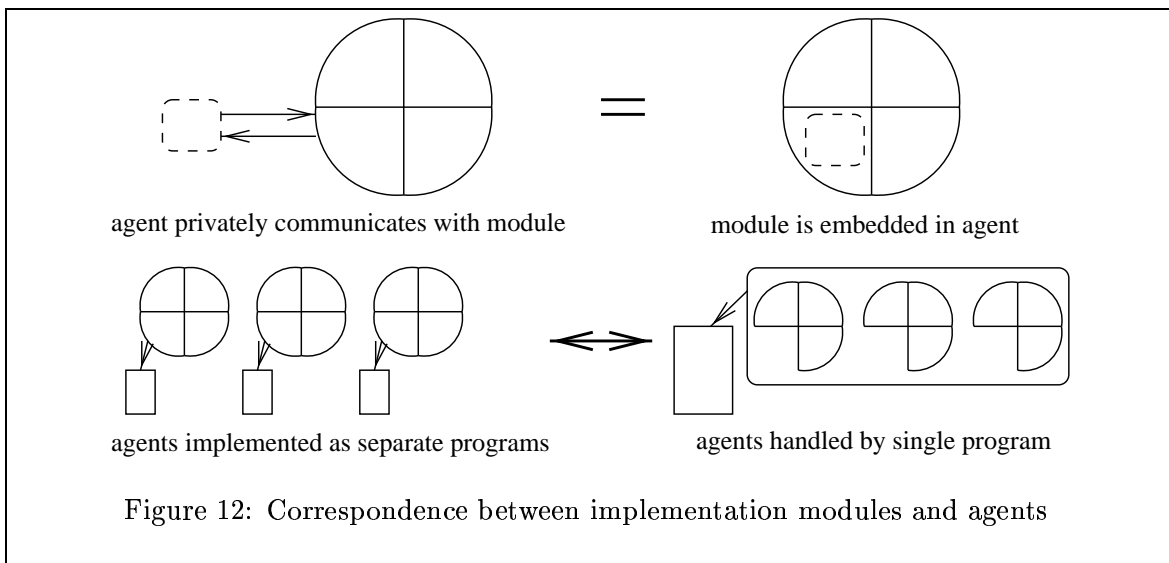 agent privately communicates with module
module is embedded in agent
agents implemented as separate programs
agents handled by single program
Figure 12: Correspondence between implementation modules and agents